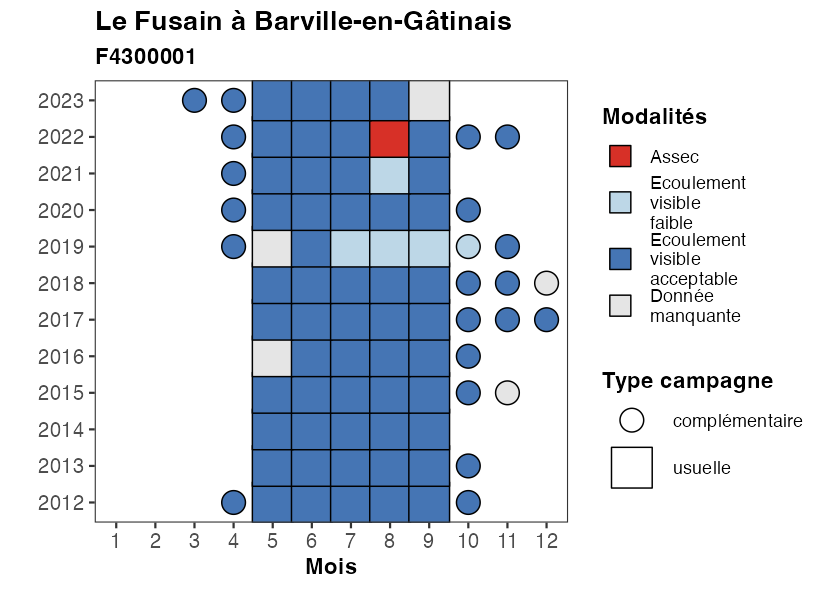 Le Fusain à Barville-en-Gâtinais
F4300001
2023
2022
2021
2020
2019
2018
2017
2016
2015
2014
2013
2012
1 2 3 4 5 6 7 8 9 10 11 12
Mois
Modalités
Assec
Ecoulement
visible
faible
Ecoulement
visible
acceptable
Donnée
manquante
Type campagne
complémentaire
usuelle